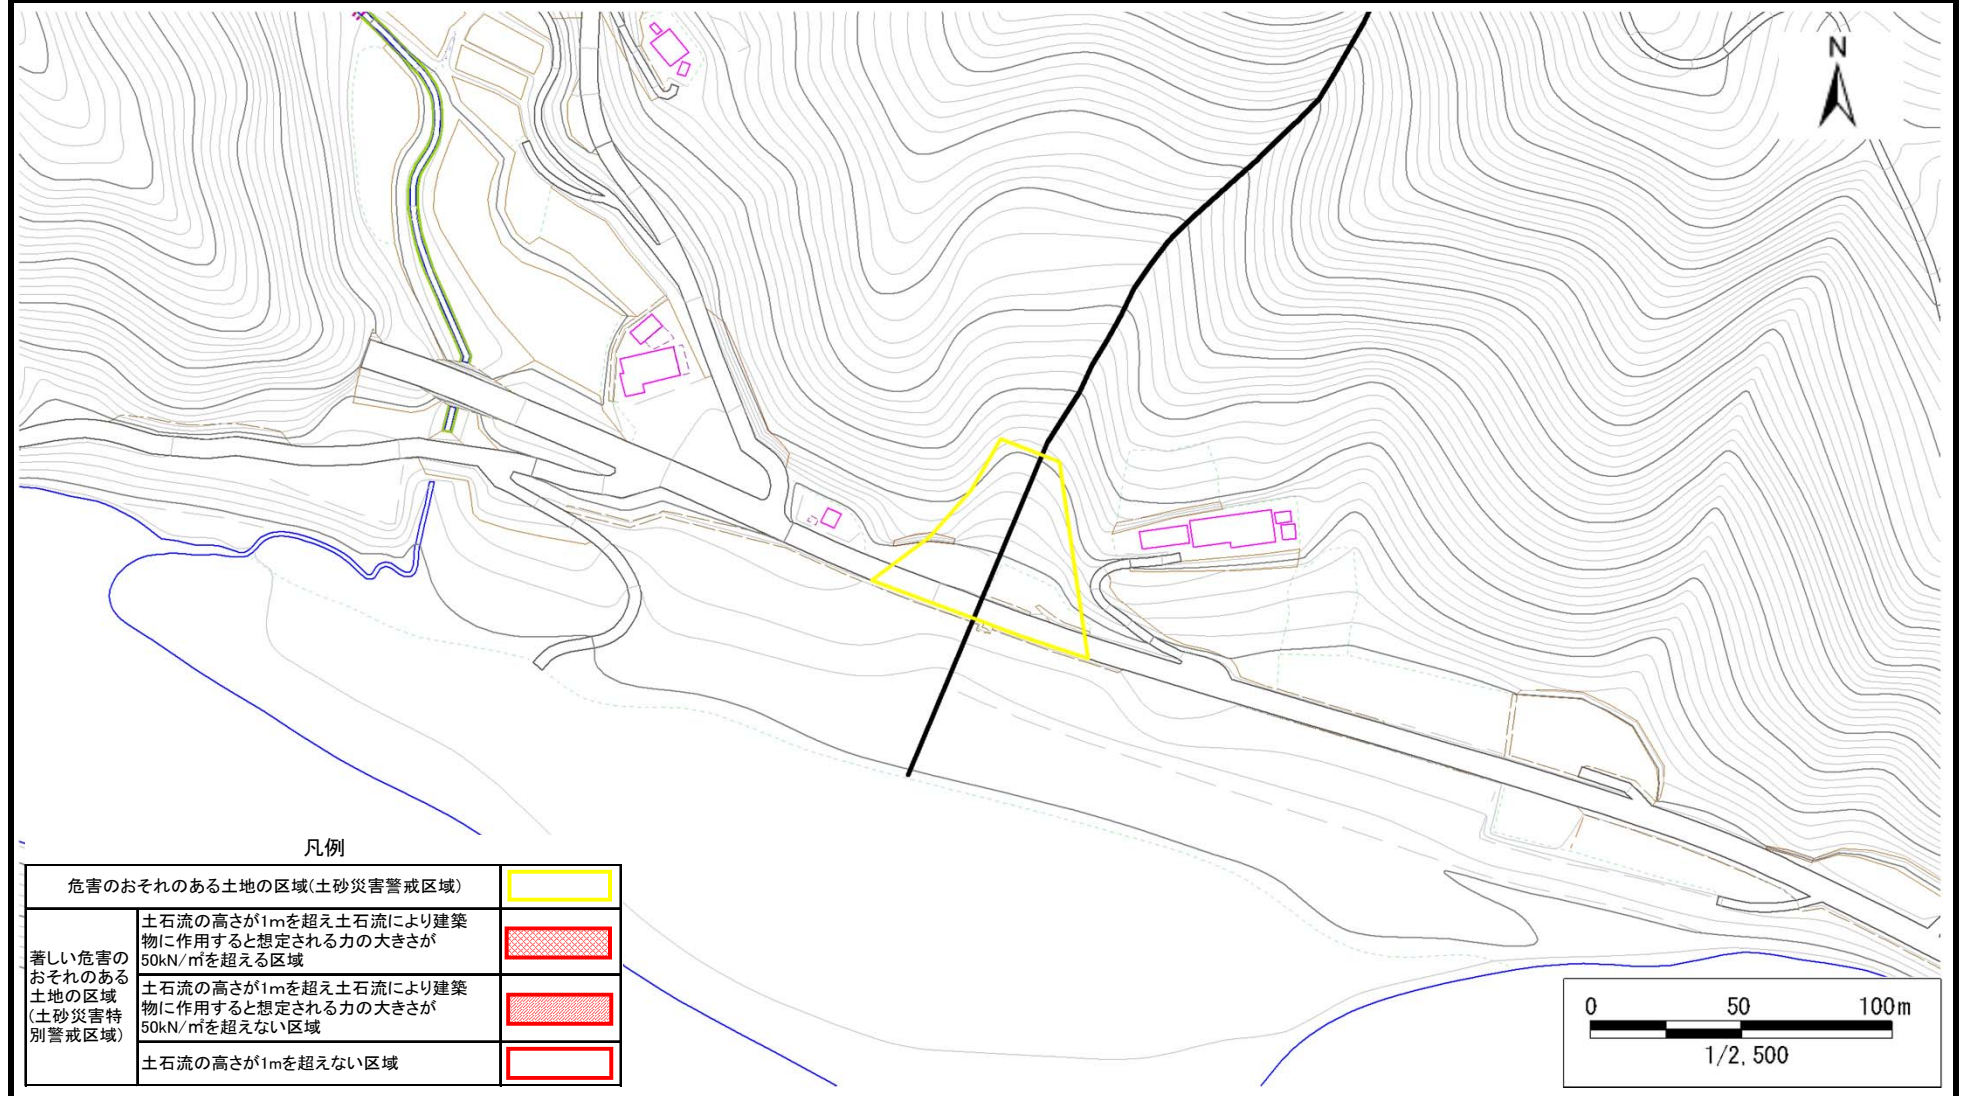 N
凡例
危害のおそれのある土地の区域(土砂災害警戒区域)
著しい危害の
おそれのある
土地の区域
(土砂災害特
別警戒区域)
土石流の高さが1mを超え土石流により建築
物に作用すると想定される力の大きさが
50kN/㎡を超える区域
土石流の高さが1mを超え土石流により建築
物に作用すると想定される力の大きさが
50kN/㎡を超えない区域
土石流の高さが1mを超えない区域
0 50 100m
1/2,500